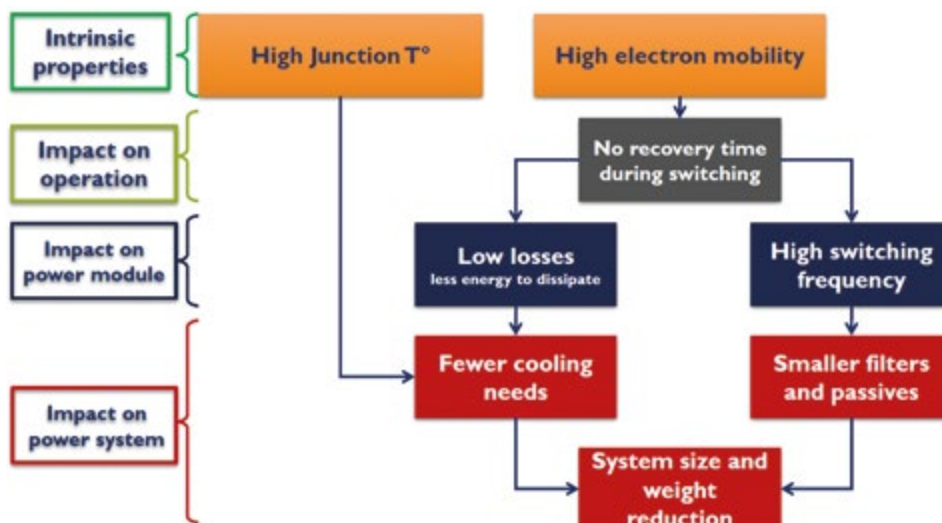 Intrinsic
properties
High Junction T°
High electron mobility
Impact on
operation
No recovery time
during switching
Impact on
power module
Low losses
less energy to dissipate
High switching
frequency
Impact on
power system
Fewer cooling
needs
Smaller filters
and passives
System size and
weight
reduction